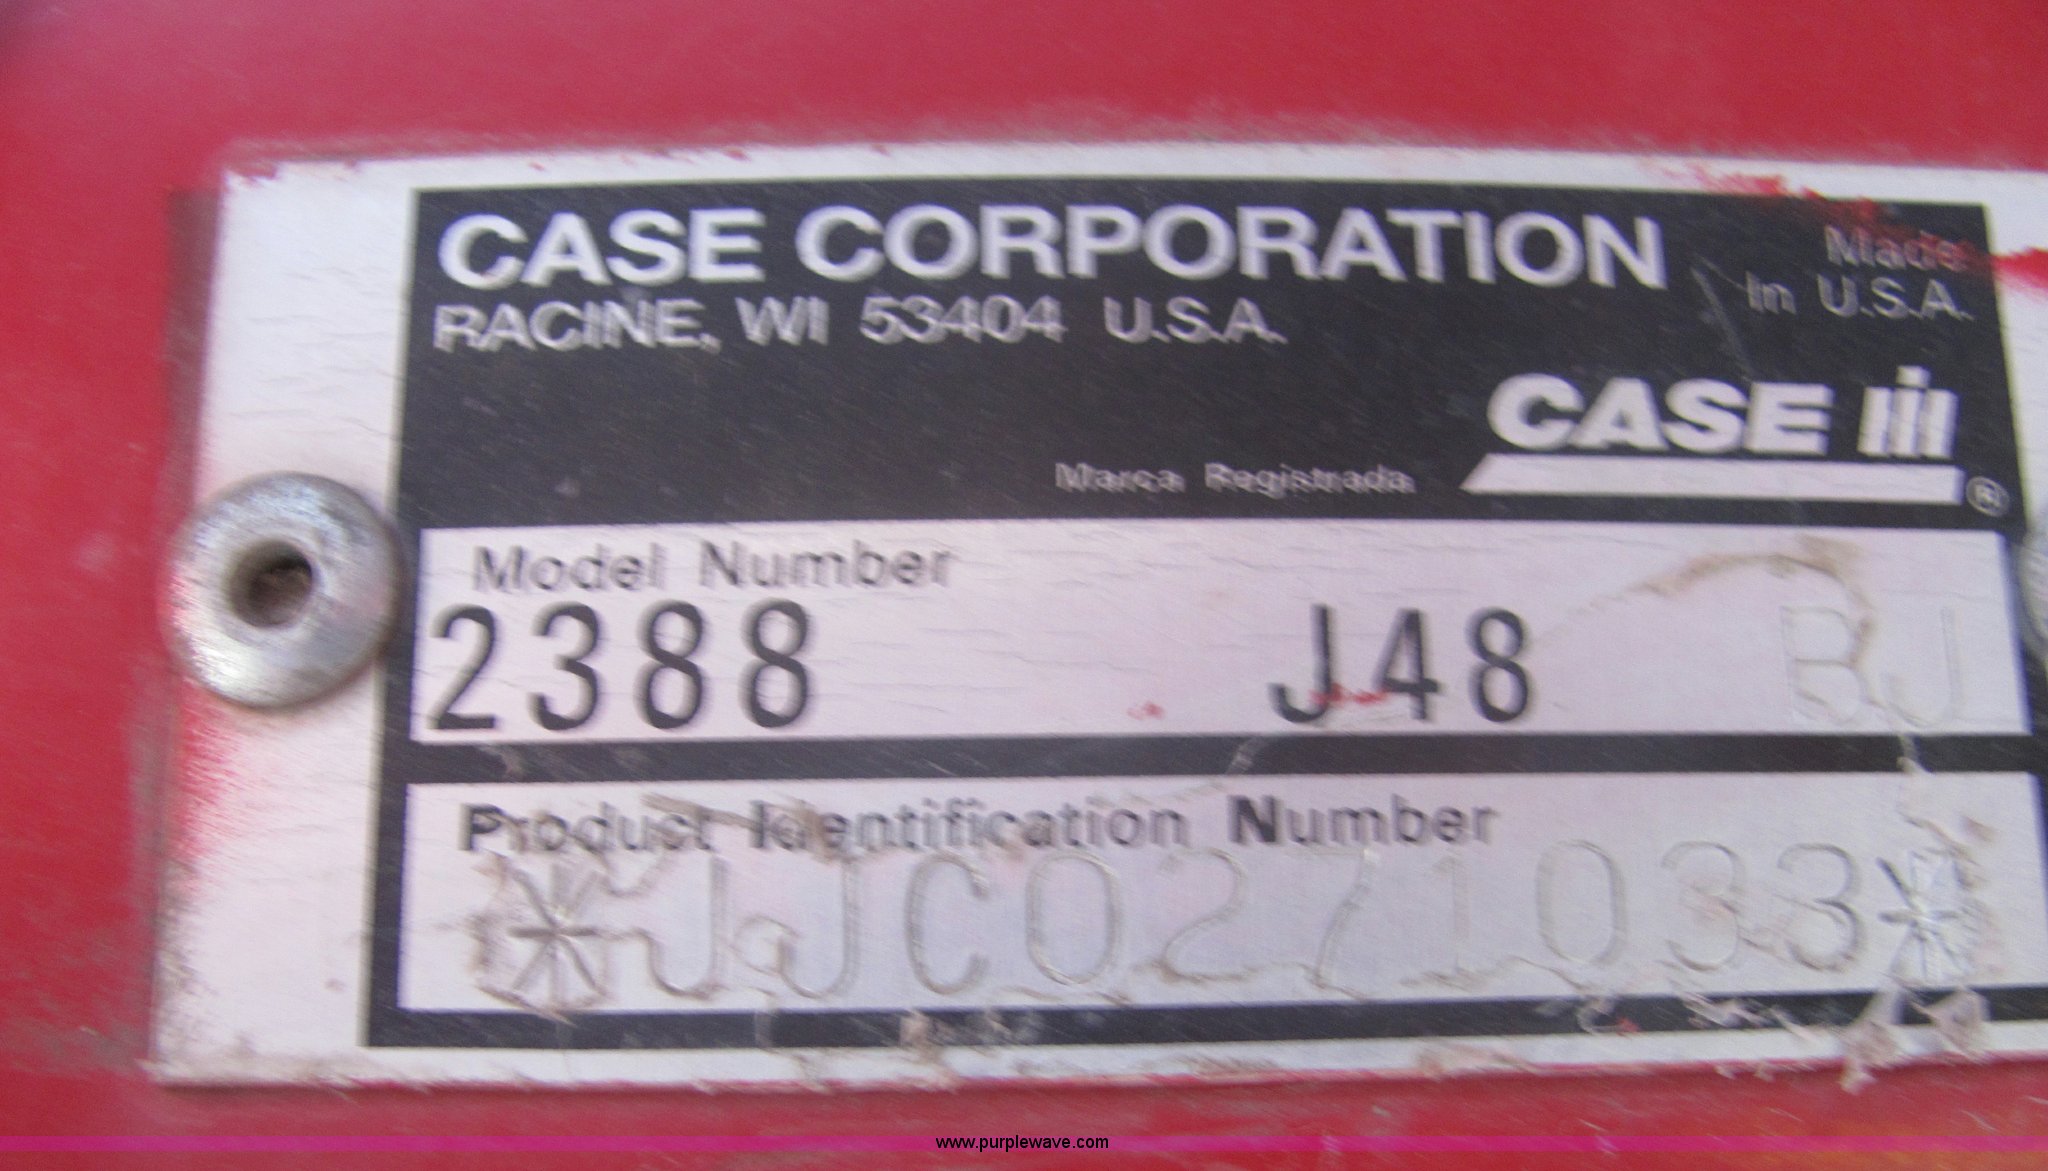 CASE CORPORATION
Made
RACINE, WI 53404 U.S.A.
In U.S.A.
CASE IH
Marca Registrada ®
Model Number
2388 J48 BJ
Product Identification Number
*JJC0271033*
www.purplewave.com